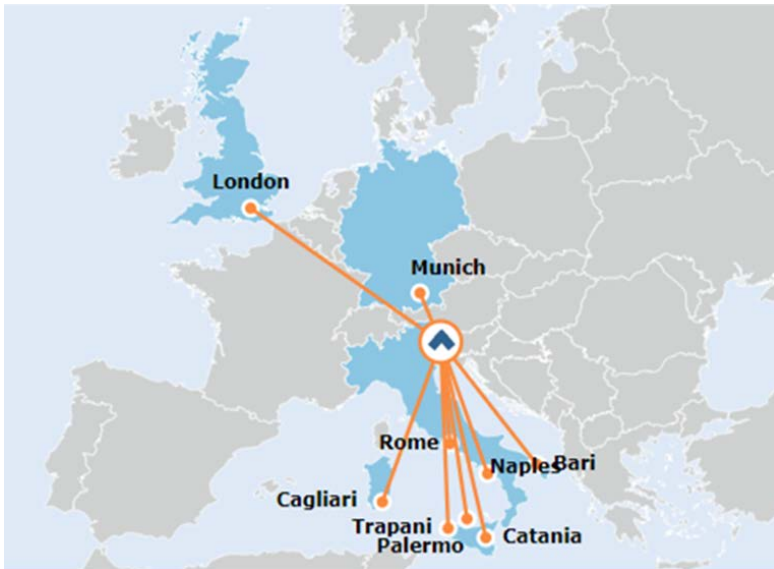 London
Munich
Rome
Naples
Bari
Cagliari
Trapani
Palermo
Catania